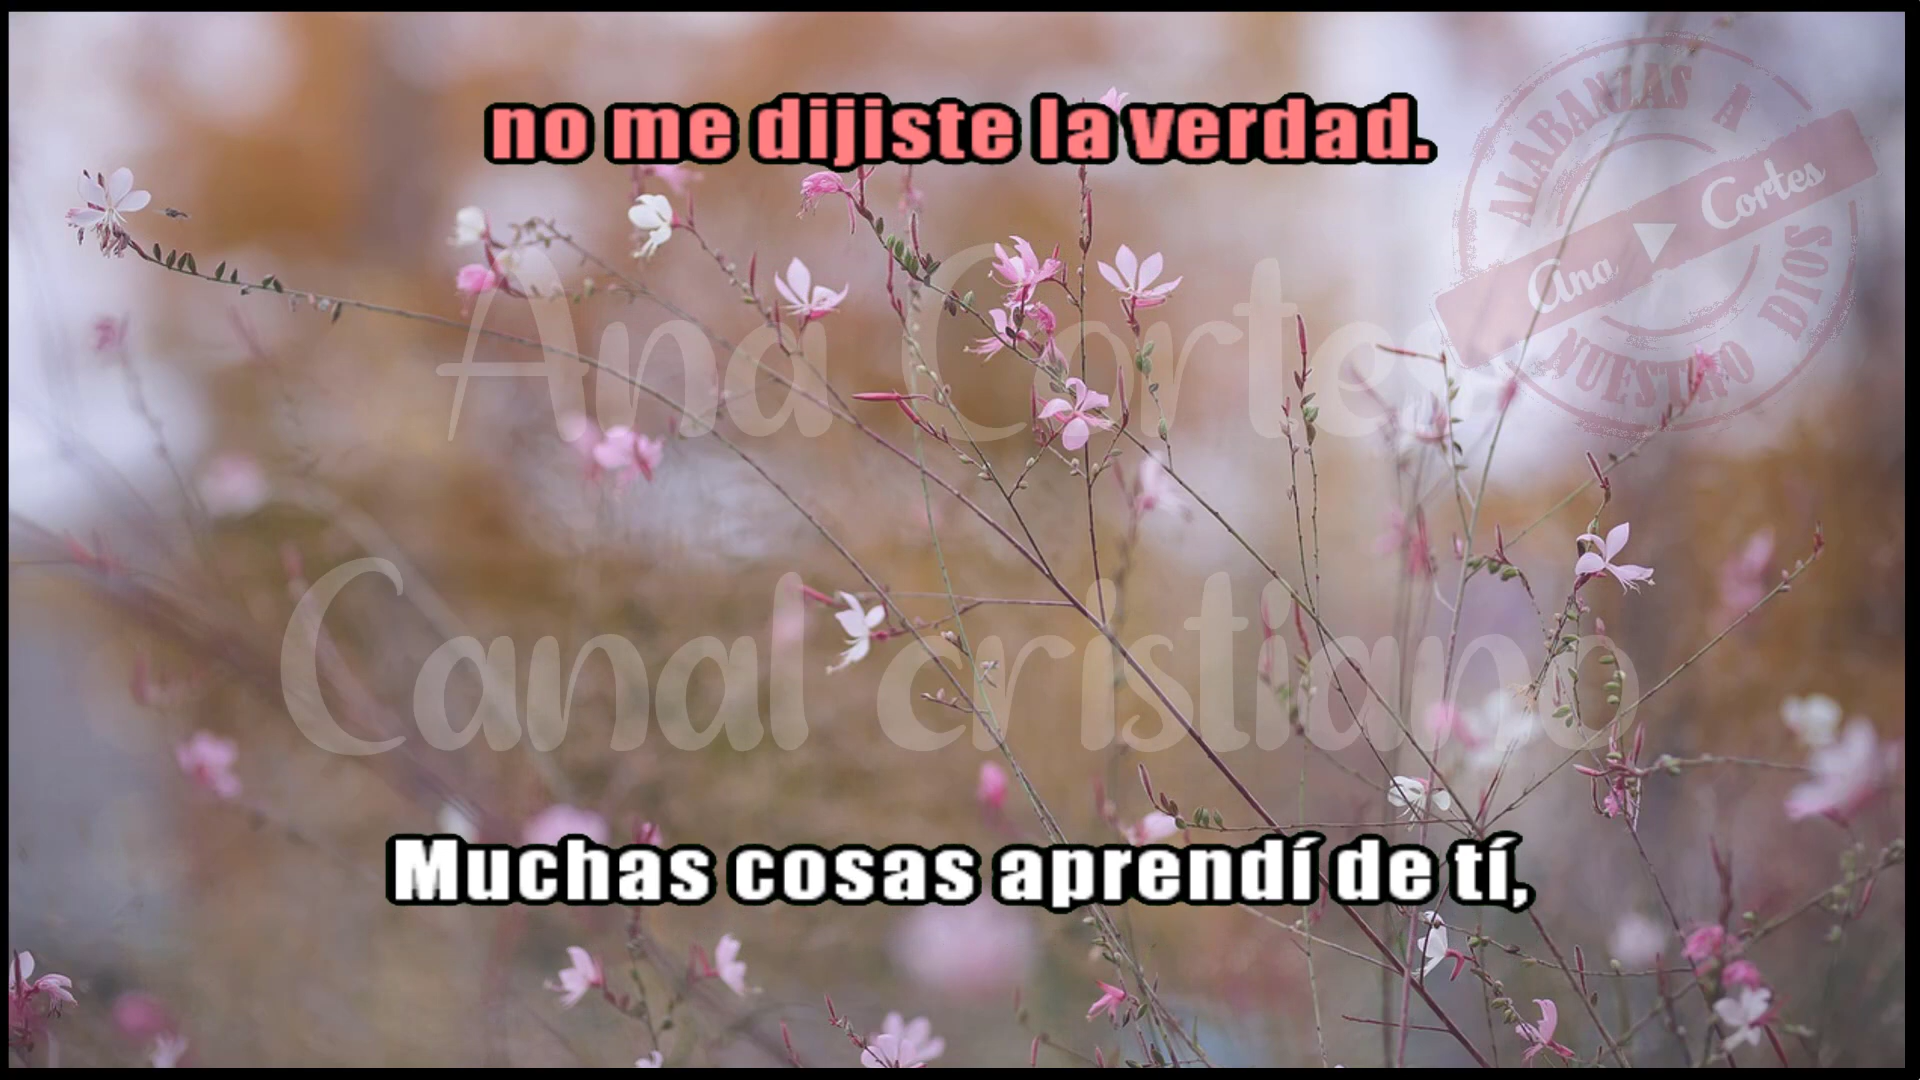 no me dijiste la verdad.
ALABANZAS A
Ana Cortes
NUESTRO DIOS
Ana Cortes
Canal cristiano
Muchas cosas aprendí de tí,